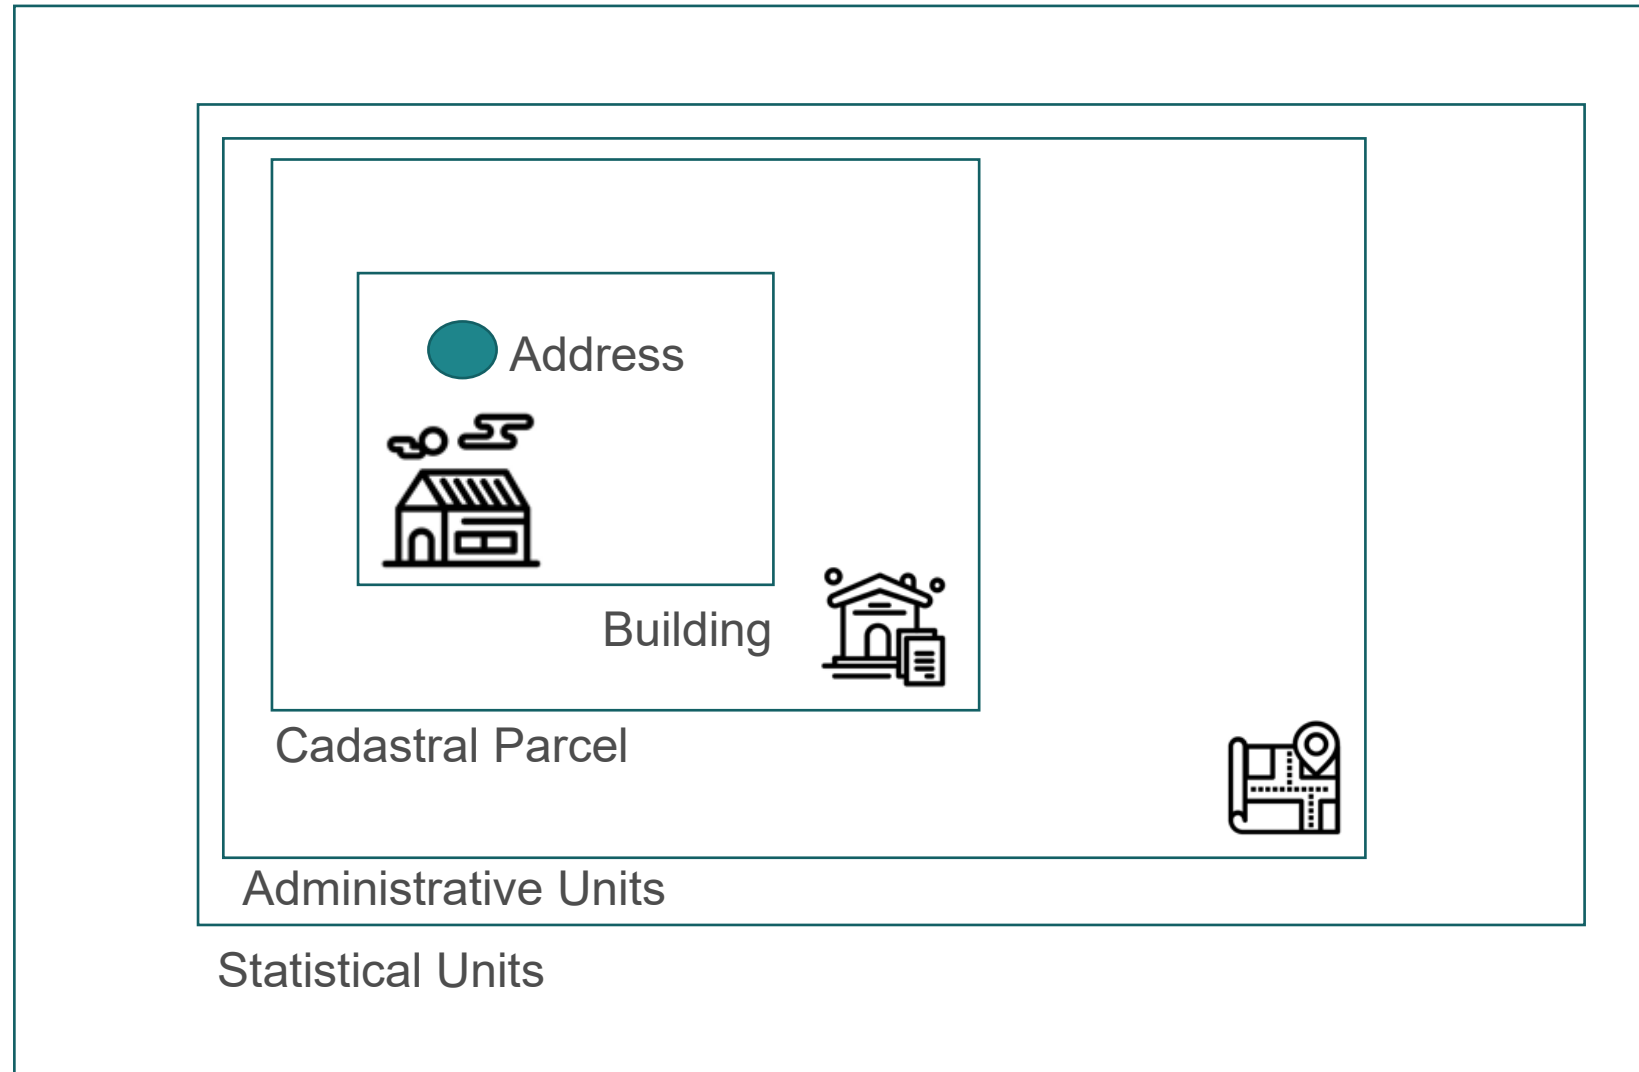 Address
Building
Cadastral Parcel
Administrative Units
Statistical Units